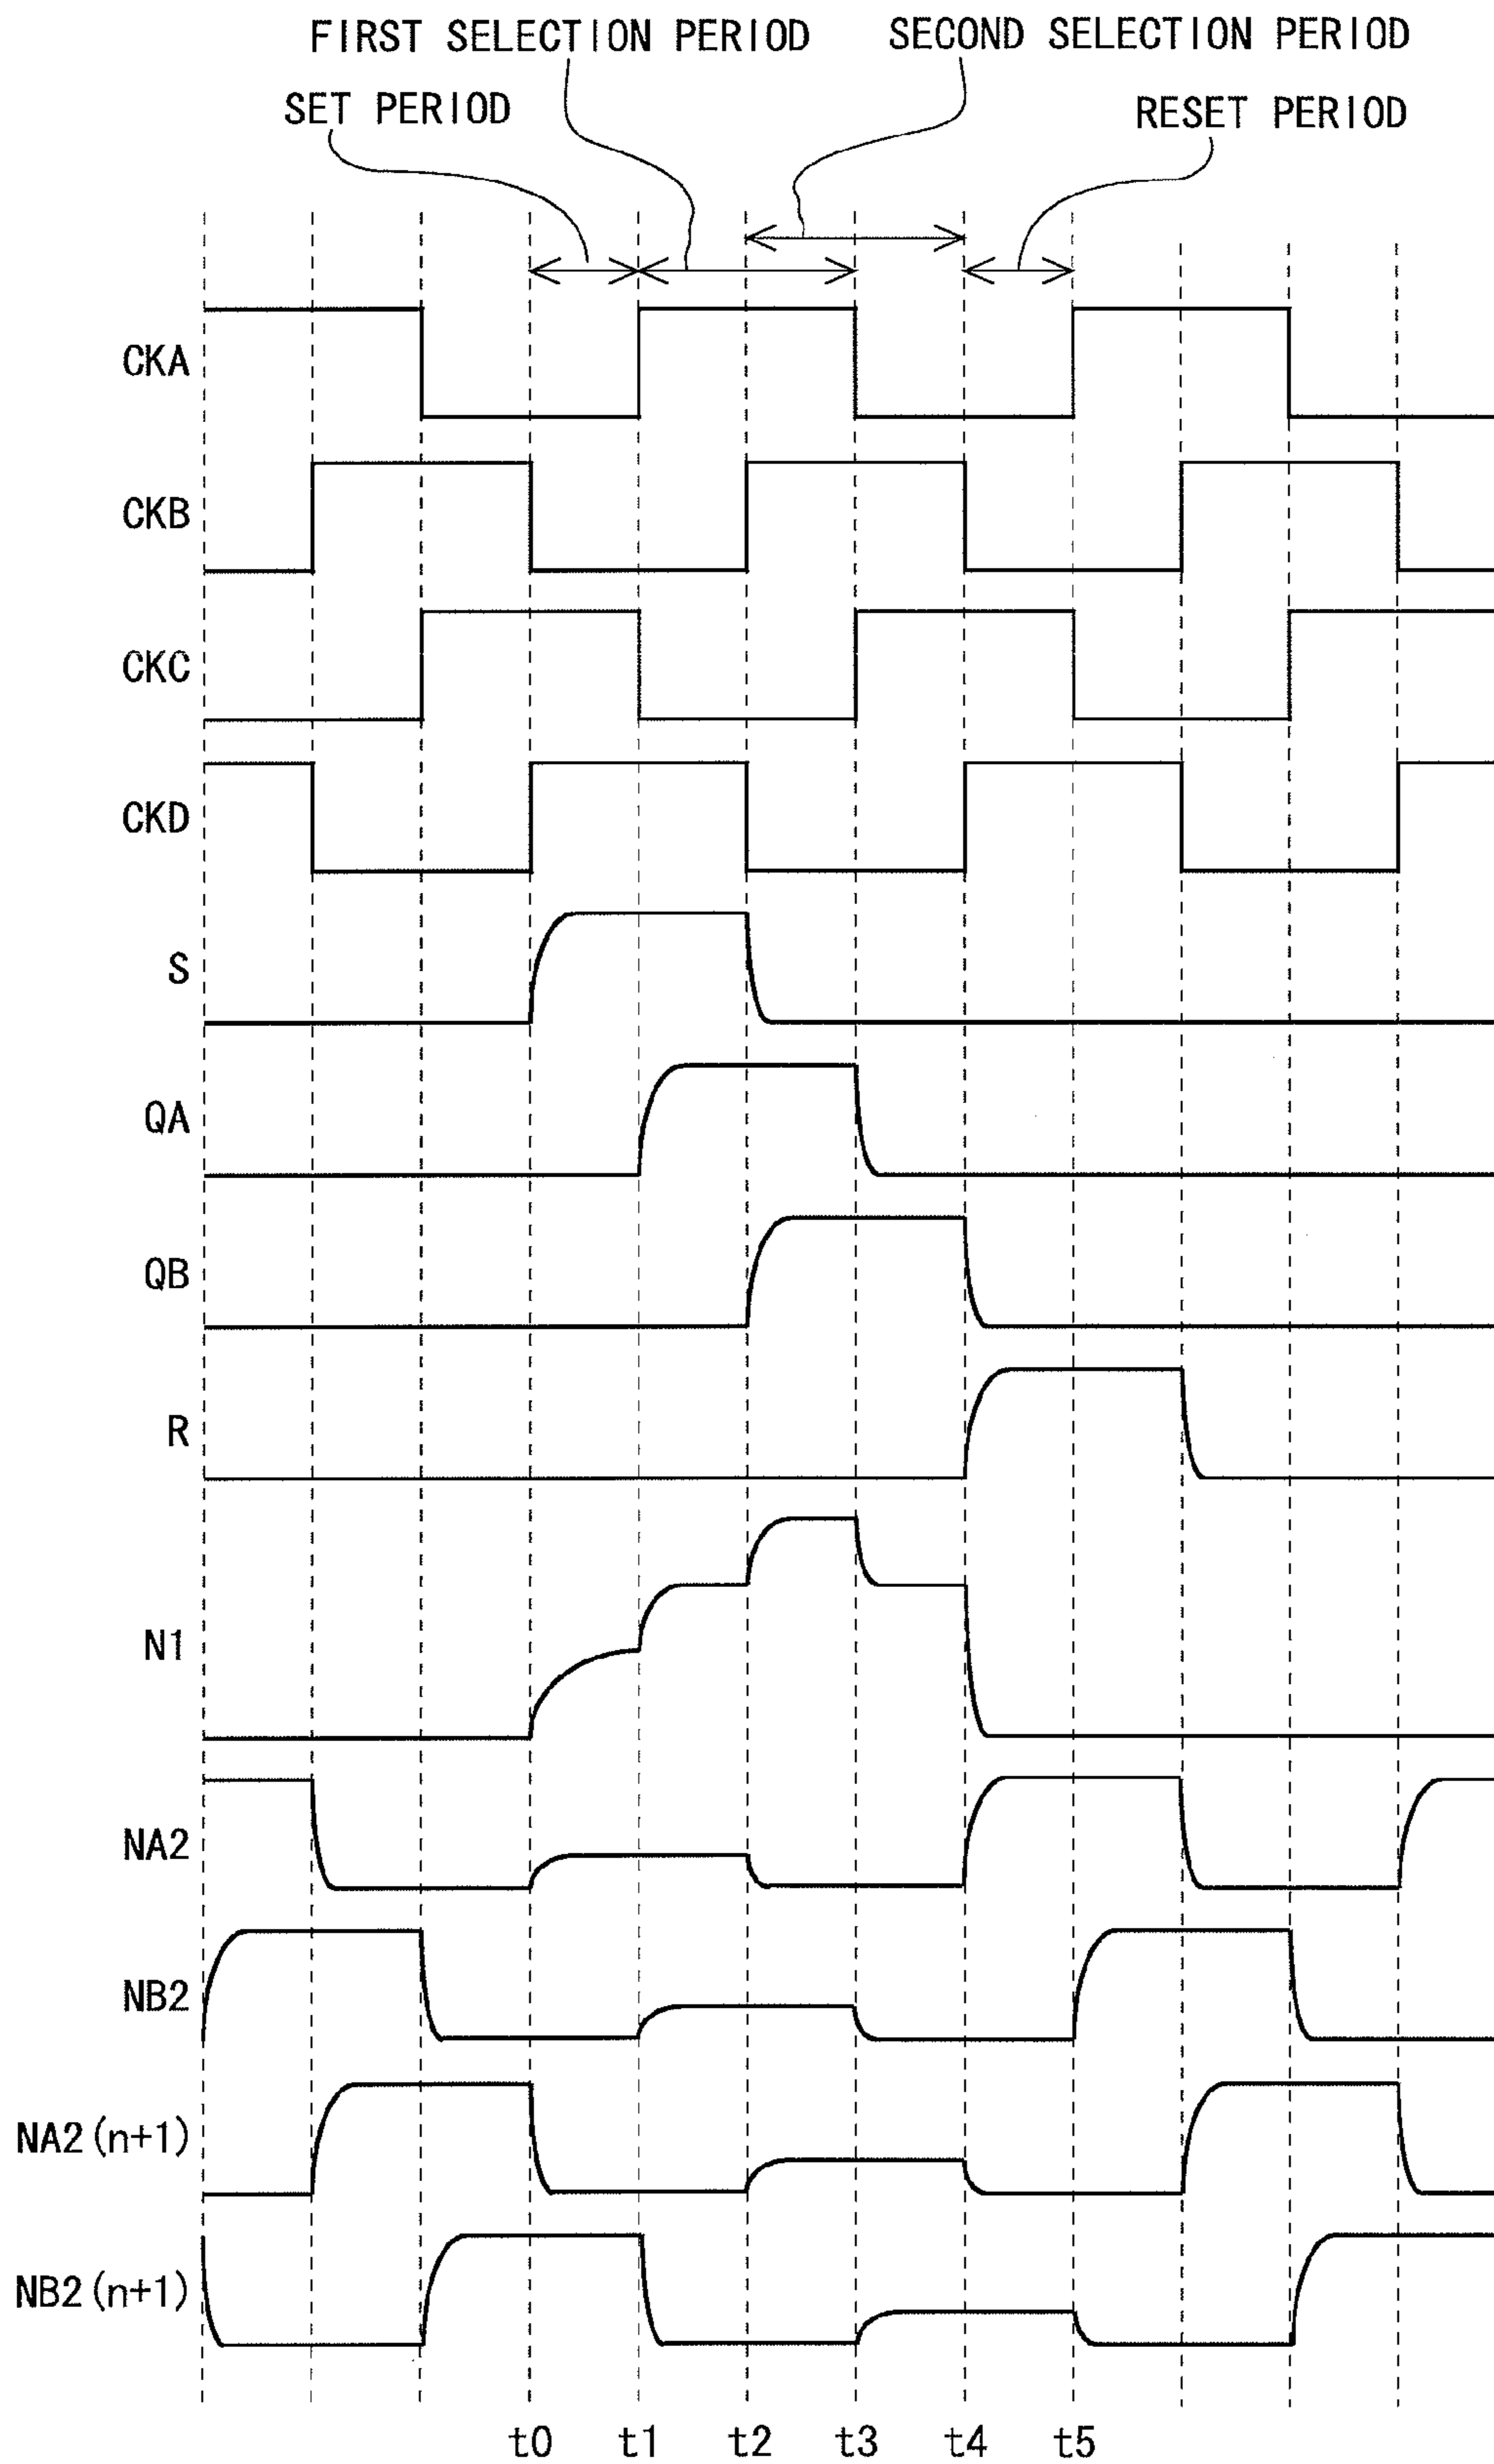 FIRST SELECTION PERIOD
SECOND SELECTION PERIOD
SET PERIOD
RESET PERIOD
CKA
CKB
CKC
CKD
S
QA
QB
R
N1
NA2
NB2
NA2(n+1)
NB2(n+1)
t0 t1 t2 t3 t4 t5